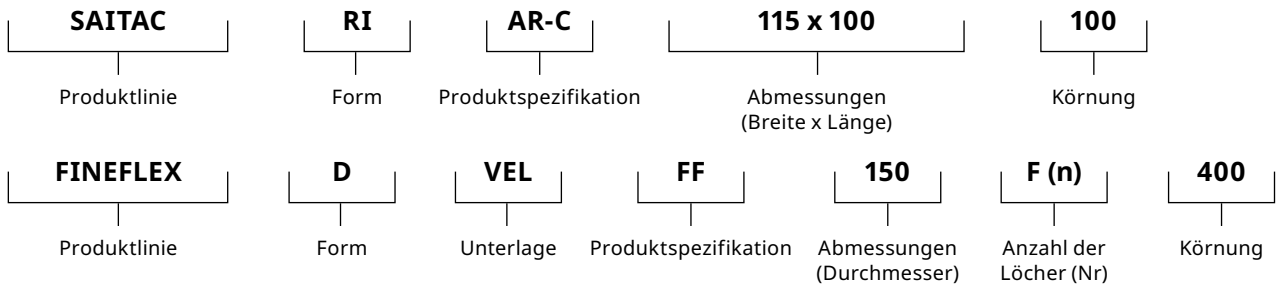 SAITAC RI AR-C 115 x 100 100
Produktlinie Form Produktspezifikation Abmessungen Körnung
(Breite x Länge)
FINEFLEX D VEL FF 150 F (n) 400
Produktlinie Form Unterlage Produktspezifikation Abmessungen Anzahl der Körnung
(Durchmesser) Löcher (Nr)